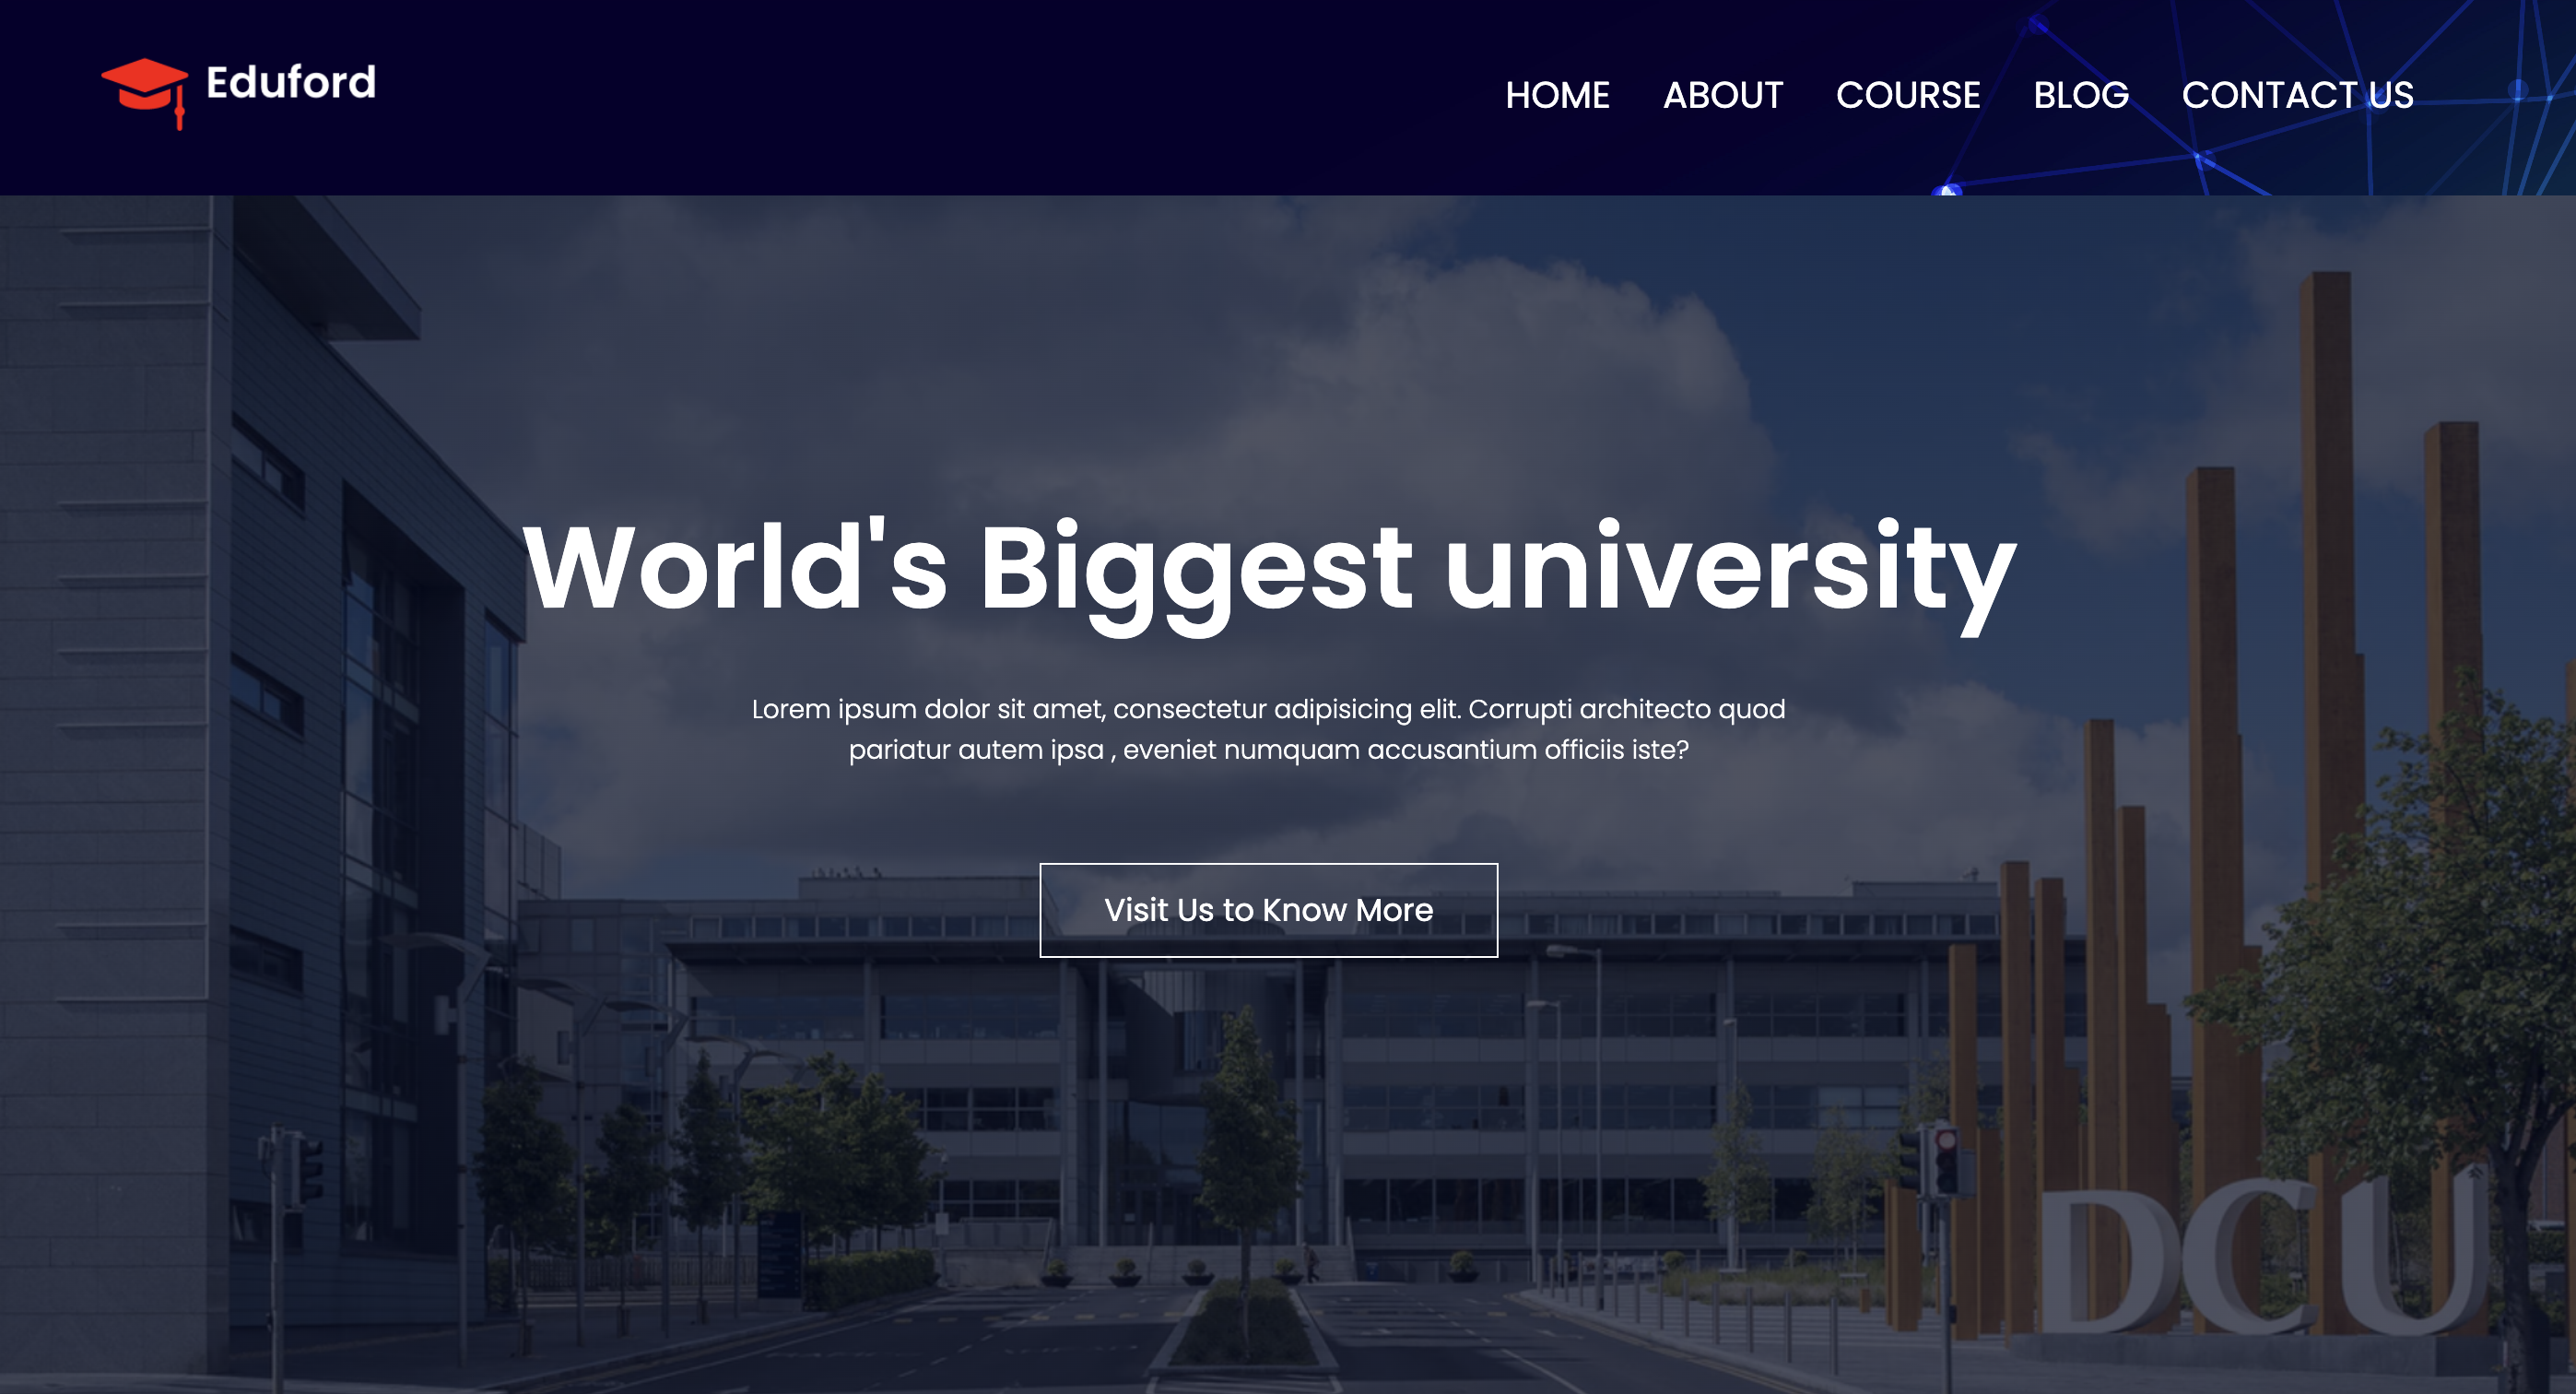 Eduford
HOME ABOUT COURSE BLOG CONTACT US
World's Biggest university
Lorem ipsum dolor sit amet, consectetur adipisicing elit. Corrupti architecto quod
pariatur autem ipsa , eveniet numquam accusantium officiis iste?
Visit Us to Know More
DCU